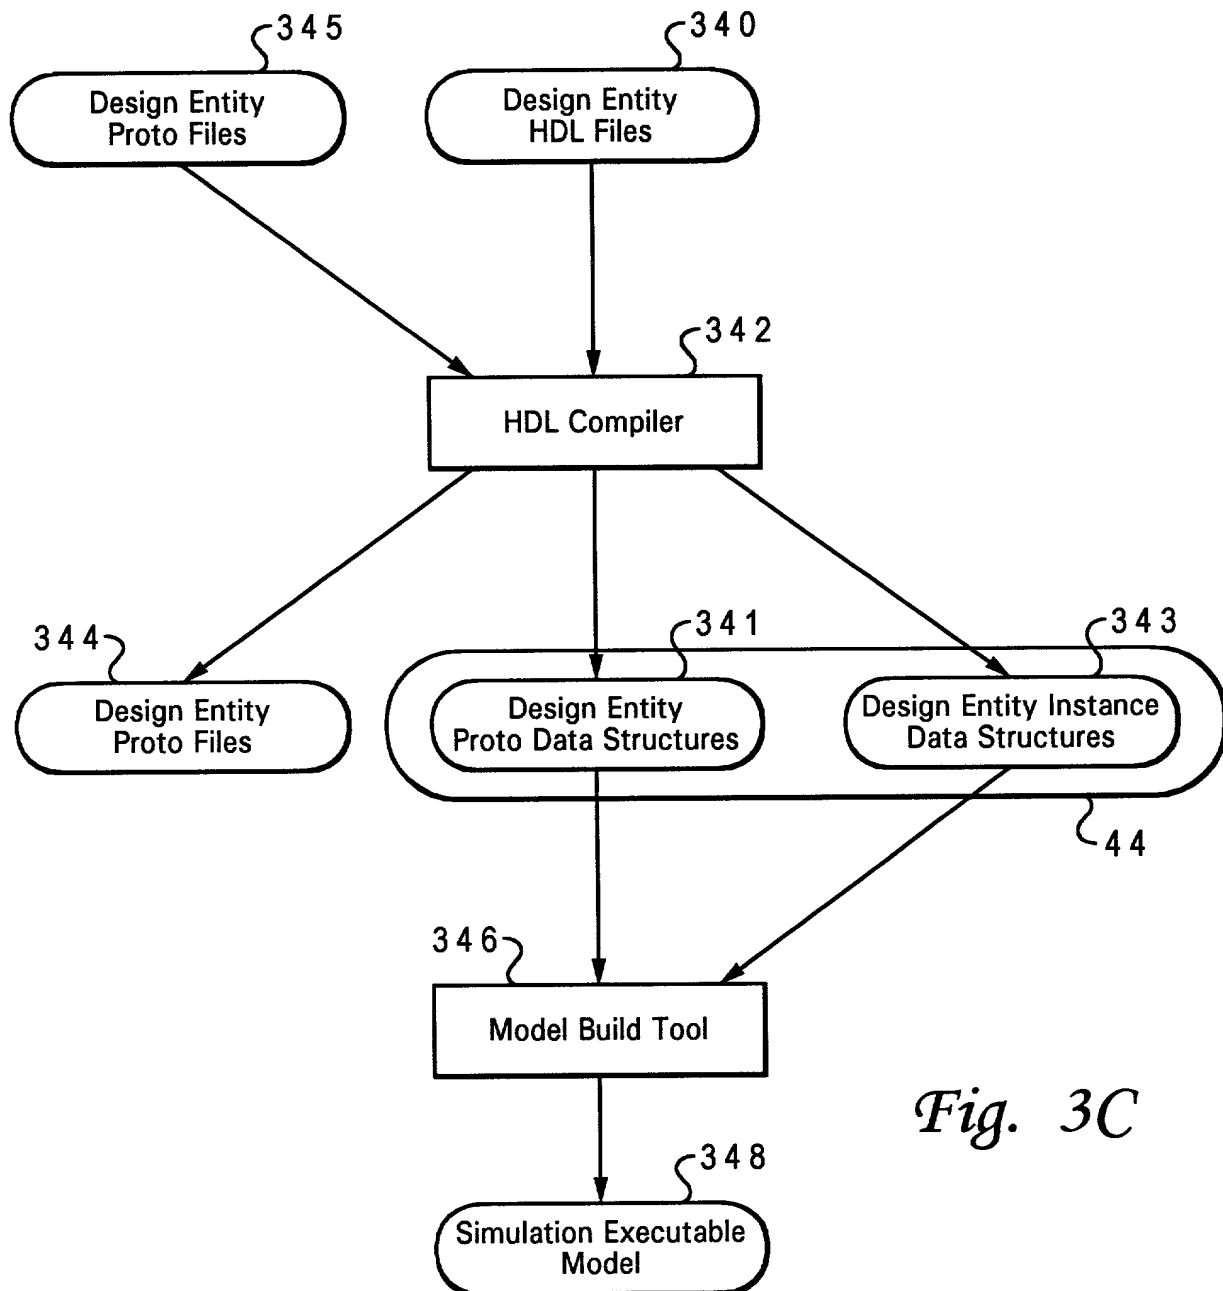 345
340
Design Entity
Proto Files
Design Entity
HDL Files
342
HDL Compiler
344
341
343
Design Entity
Proto Files
Design Entity
Proto Data Structures
Design Entity Instance
Data Structures
44
346
Model Build Tool
Fig. 3C
348
Simulation Executable
Model